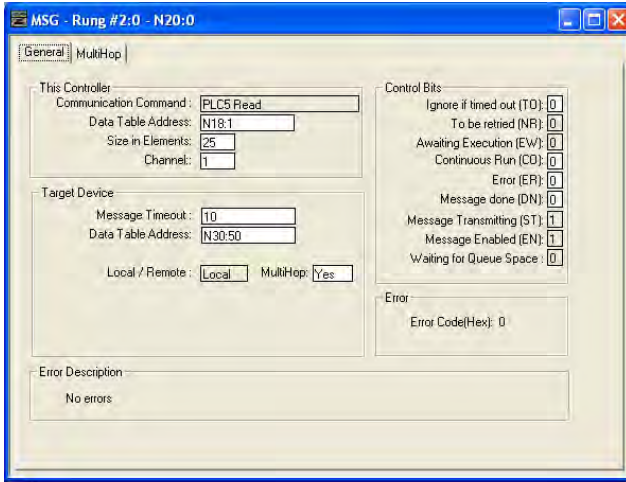 MSG - Rung #2:0 - N20:0
General MultiHop
This Controller
Communication Command : PLC5 Read
Data Table Address: N18:1
Size in Elements: 25
Channel:: 1
Target Device
Message Timeout : 10
Data Table Address: N30:50
Local / Remote : Local MultiHop: Yes
Control Bits
Ignore if timed out (TO): 0
To be retried (NR): 0
Awaiting Execution (EW): 0
Continuous Run (CO): 0
Error (ER): 0
Message done (DN): 0
Message Transmitting (ST): 1
Message Enabled (EN): 1
Waiting for Queue Space : 0
Error
Error Code(Hex): 0
Error Description
No errors